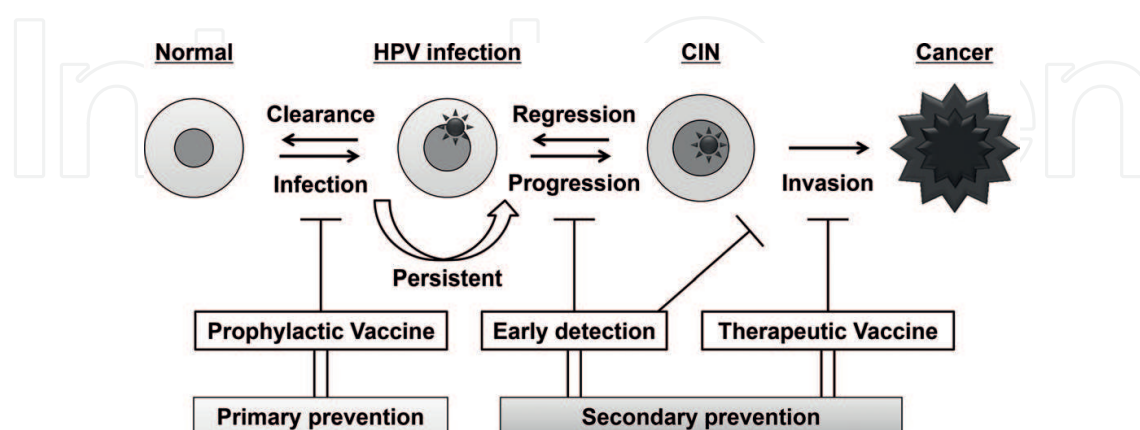 Normal
HPV infection
CIN
Cancer
Clearance
Regression
Infection
Progression
Invasion
Persistent
Prophylactic Vaccine
Early detection
Therapeutic Vaccine
Primary prevention
Secondary prevention